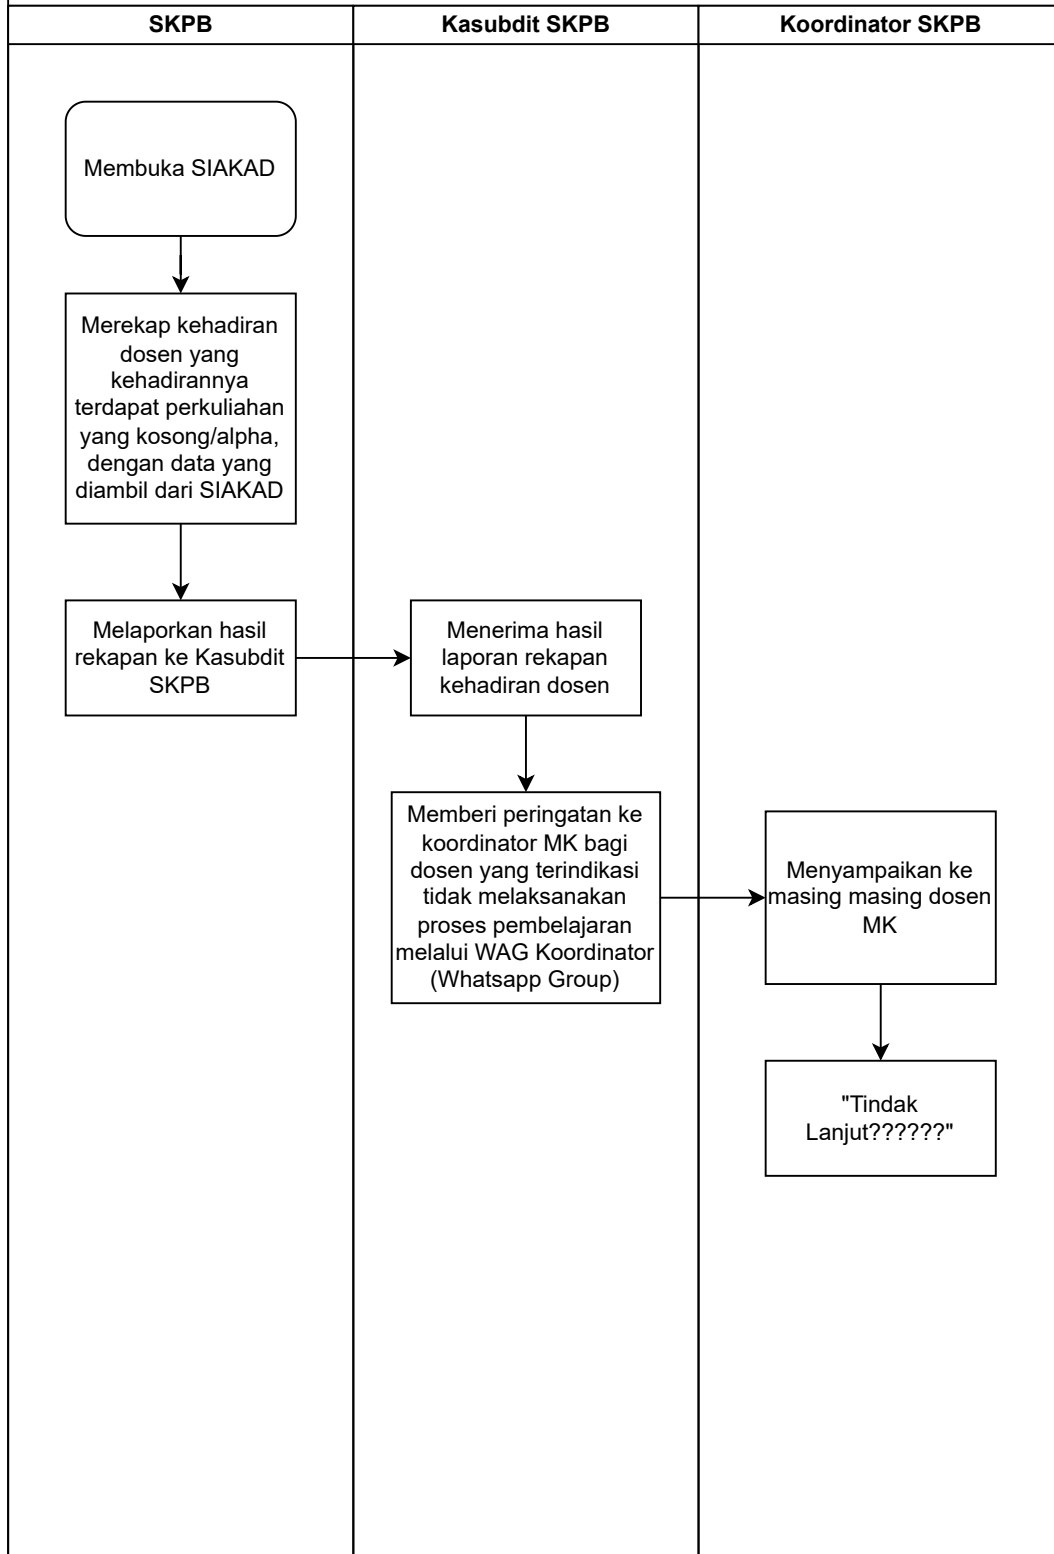 SKPB
Kasubdit SKPB
Koordinator SKPB
Membuka SIAKAD
Merekap kehadiran
dosen yang
kehadirannya
terdapat perkuliahan
yang kosong/alpha,
dengan data yang
diambil dari SIAKAD
Melaporkan hasil
rekapan ke Kasubdit
SKPB
Menerima hasil
laporan rekapan
kehadiran dosen
Memberi peringatan ke
koordinator MK bagi
dosen yang terindikasi
tidak melaksanakan
proses pembelajaran
melalui WAG Koordinator
(Whatsapp Group)
Menyampaikan ke
masing masing dosen
MK
"Tindak
Lanjut??????"